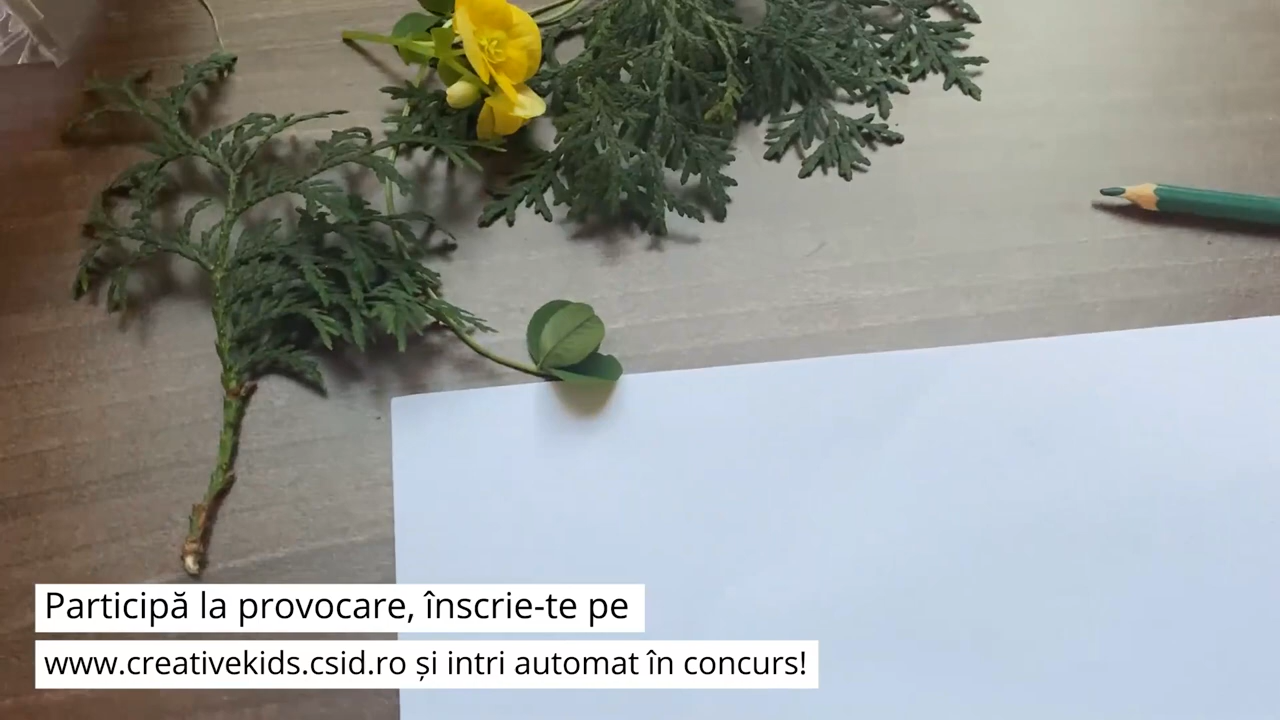 Participă la provocare, înscrie-te pe
www.creativekids.csid.ro și intri automat în concurs!